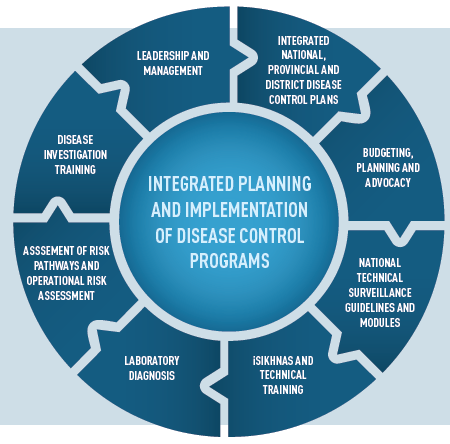 INTEGRATED
NATIONAL,
PROVINCIAL AND
DISTRICT DISEASE
CONTROL PLANS
BUDGETING,
PLANNING AND
ADVOCACY
NATIONAL
TECHNICAL
SURVEILLANCE
GUIDELINES AND
MODULES
iSIKHNAS AND
TECHNICAL
TRAINING
LABORATORY
DIAGNOSIS
ASSSEMENT OF RISK
PATHWAYS AND
OPERATIONAL RISK
ASSESSMENT
DISEASE
INVESTIGATION
TRAINING
LEADERSHIP AND
MANAGEMENT
INTEGRATED PLANNING
AND IMPLEMENTATION
OF DISEASE CONTROL
PROGRAMS